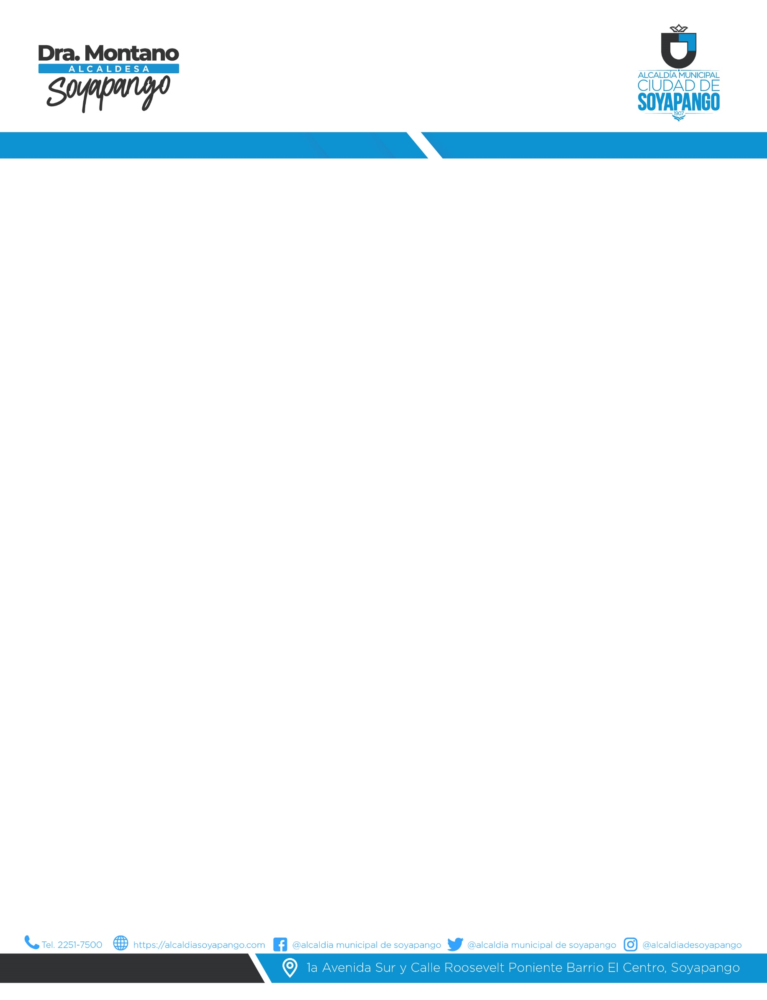 Dra. Montano
ALCALDESA
Soyapango
ALCALDÍA MUNICIPAL
CIUDAD DE
SOYAPANGO
1907
Tel. 2251-7500 https://alcaldiasoyapango.com @alcaldia municipal de soyapango @alcaldia municipal de soyapango @alcaldiadesoyapango
1a Avenida Sur y Calle Roosevelt Poniente Barrio El Centro, Soyapango